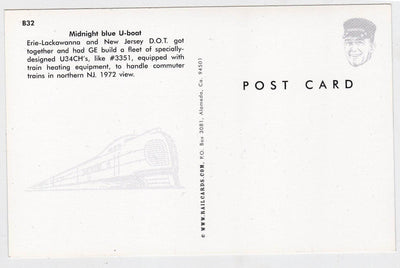 B32
Midnight blue U-boat
Erie-Lackawanna and New Jersey D.O.T. got
together and had GE build a fleet of specially-
designed U34CH's, like #3351, equipped with
train heating equipment, to handle commuter
trains in northern NJ. 1972 view.
POST CARD
© WWW.RAILCARDS.COM, P.O. Box 3081, Alameda, Ca. 94501